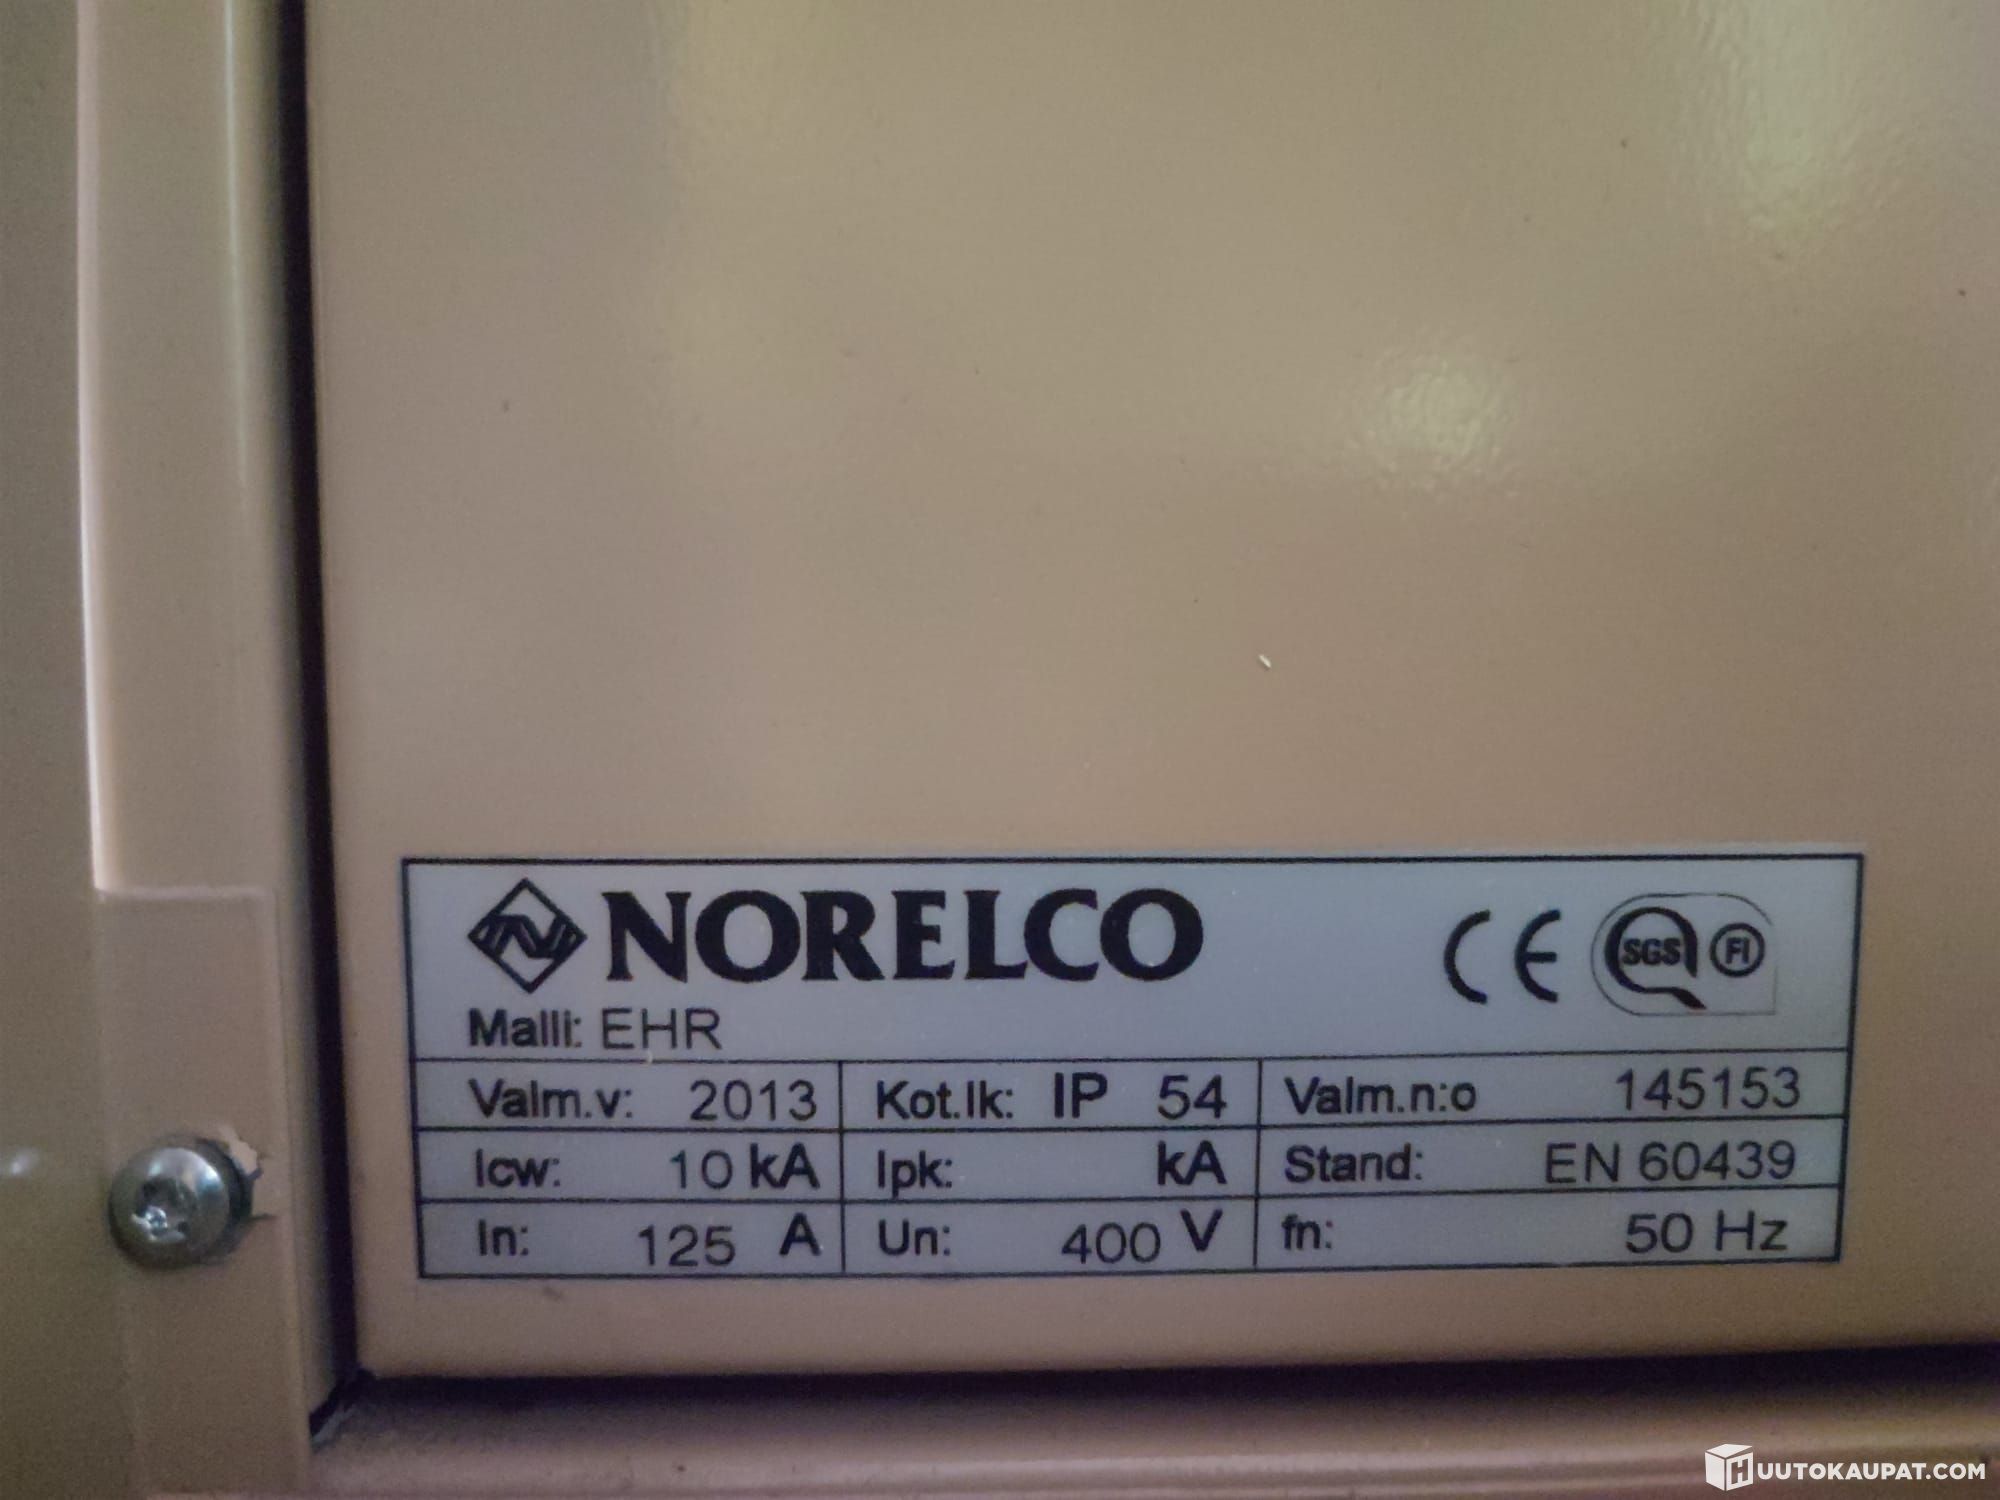 NORELCO
CE SGS FI
Malli: EHR
Valm.v: 2013 Kot.lk: IP 54 Valm.n:o 145153
Icw: 10 kA Ipk: kA Stand: EN 60439
In: 125 A Un: 400 V fn: 50 Hz
HUUTOKAUPAT.COM